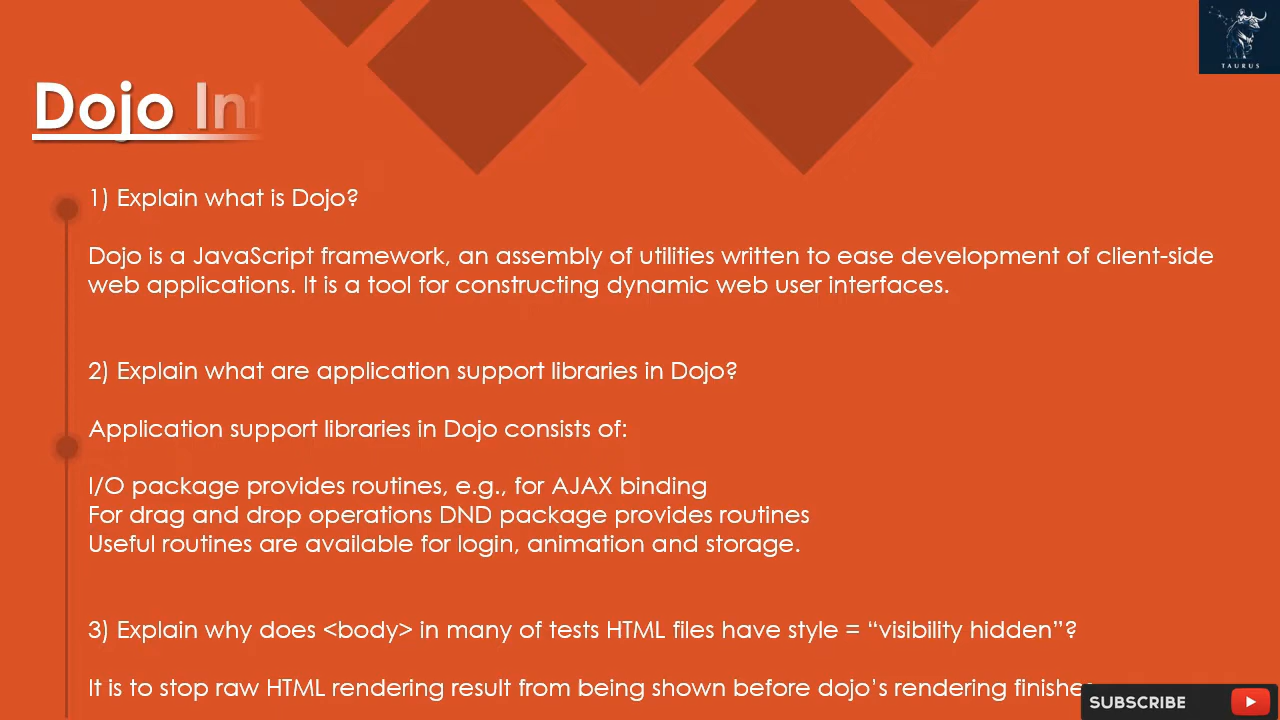 TAURUS
Dojo In
1) Explain what is Dojo?
Dojo is a JavaScript framework, an assembly of utilities written to ease development of client-side
web applications. It is a tool for constructing dynamic web user interfaces.
2) Explain what are application support libraries in Dojo?
Application support libraries in Dojo consists of:
I/O package provides routines, e.g., for AJAX binding
For drag and drop operations DND package provides routines
Useful routines are available for login, animation and storage.
3) Explain why does <body> in many of tests HTML files have style = “visibility hidden”?
It is to stop raw HTML rendering result from being shown before dojo’s rendering
SUBSCRIBE